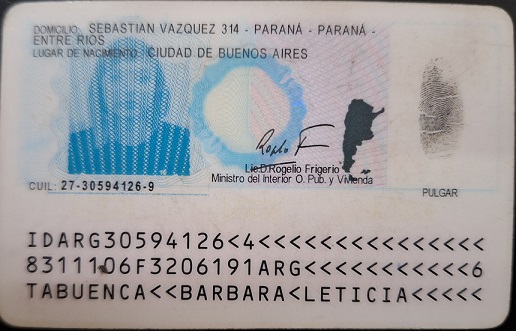 DOMICILIO: SEBASTIAN VAZQUEZ 314 - PARANÁ - PARANÁ -
ENTRE RIOS
LUGAR DE NACIMIENTO: CIUDAD DE BUENOS AIRES
Lic.D.Rogelio Frigerio
Ministro del Interior O. Pub. y Vivienda
CUIL: 27-30594126-9
PULGAR
IDARG30594126<4<<<<<<<<<<<<<<<
8311106F3206191ARG<<<<<<<<<<<6
TABUENCA<<BARBARA<LETICIA<<<<<